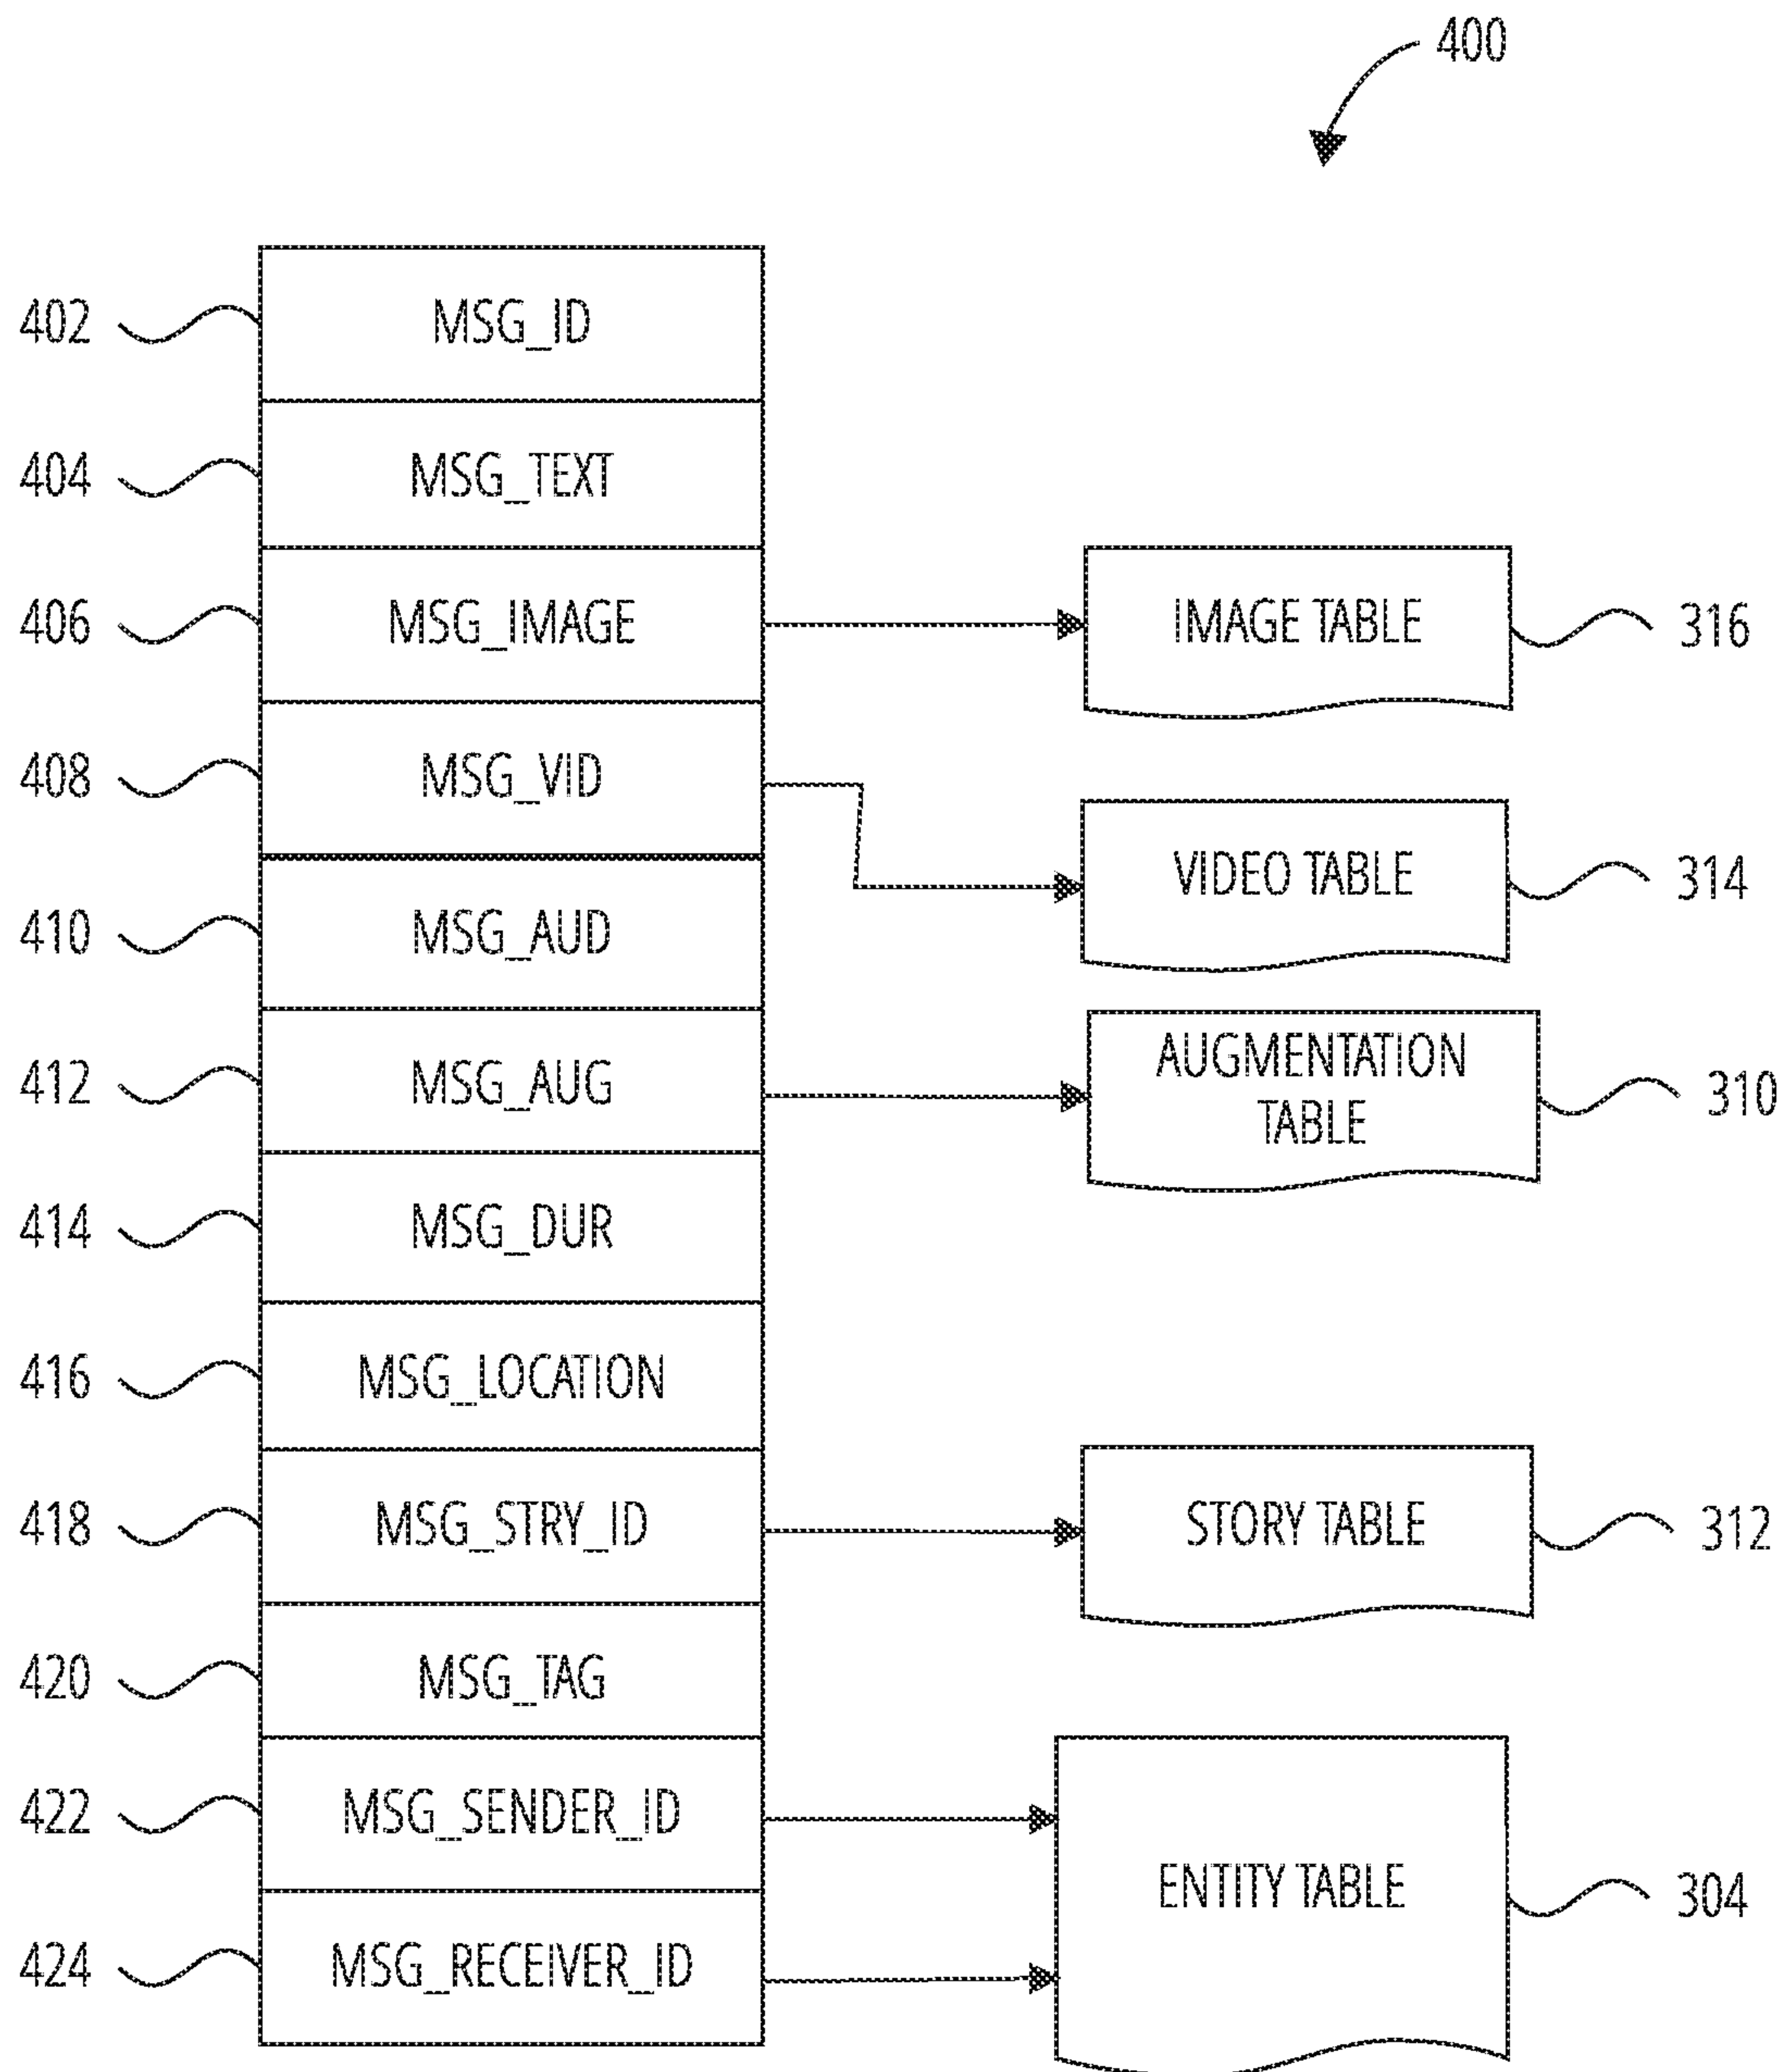 400
402 MSG_ID
404 MSG_TEXT
406 MSG_IMAGE IMAGE TABLE 316
408 MSG_VID VIDEO TABLE 314
410 MSG_AUD
412 MSG_AUG AUGMENTATION
TABLE 310
414 MSG_DUR
416 MSG_LOCATION
418 MSG_STRY_ID STORY TABLE 312
420 MSG_TAG
422 MSG_SENDER_ID
ENTITY TABLE 304
424 MSG_RECEIVER_ID